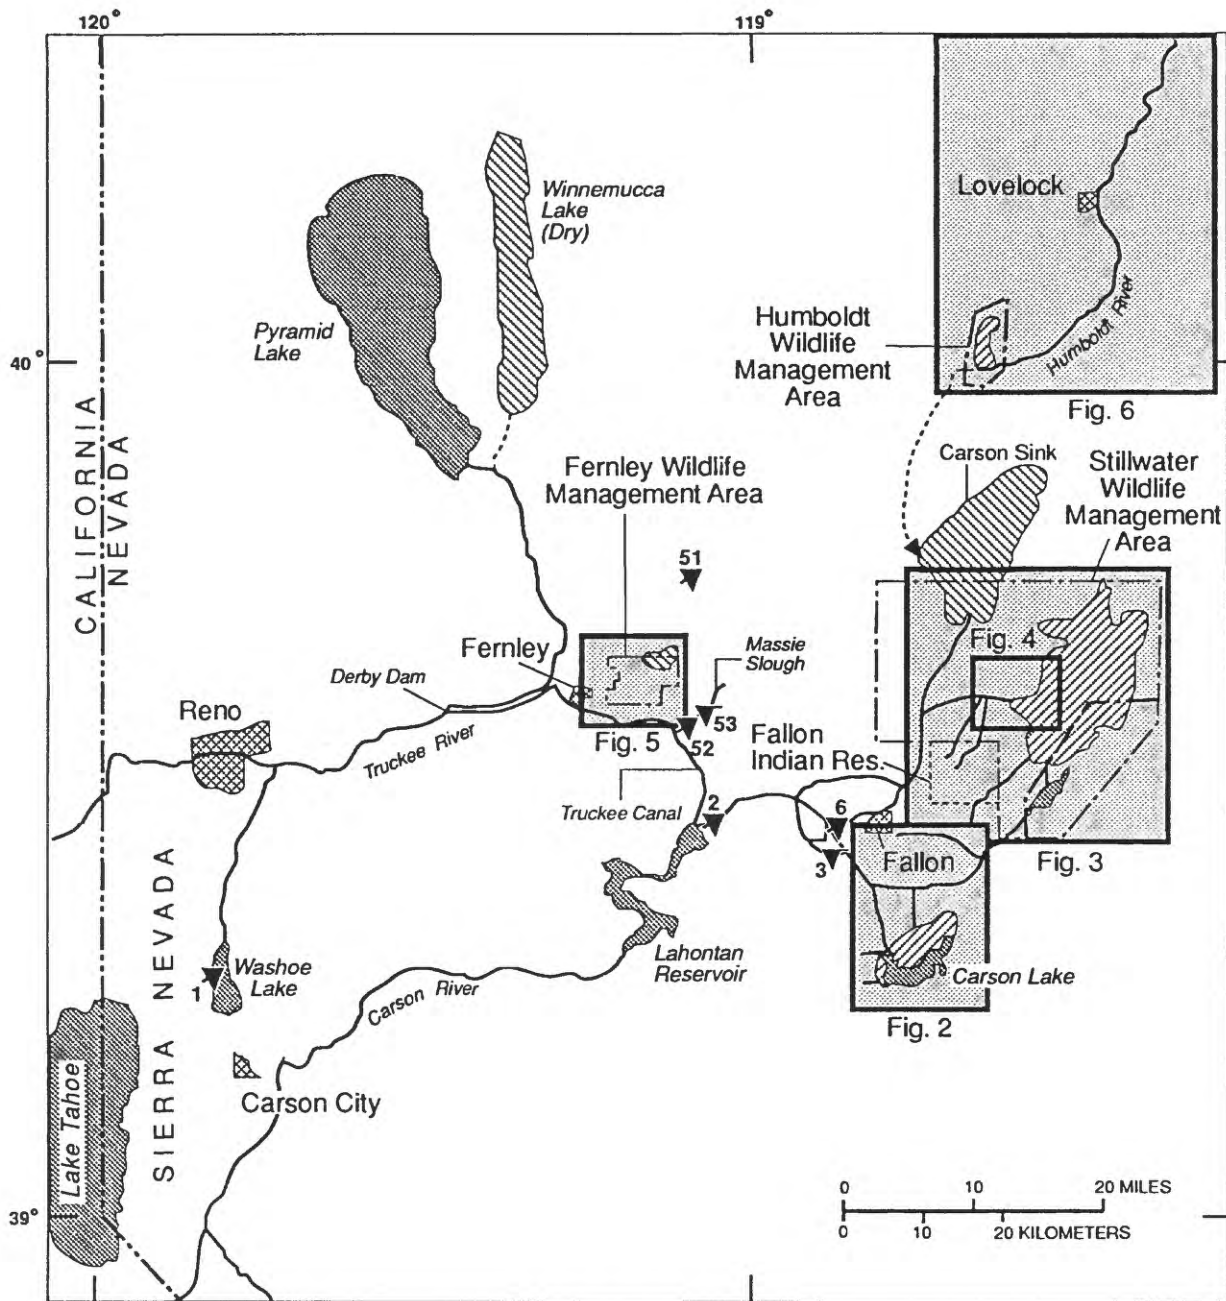 120°
119°
Winnemucca
Lake
(Dry)
Lovelock
Pyramid
Lake
Humboldt
Wildlife
Management
Area
Humboldt River
40°
Fig. 6
CALIFORNIA
NEVADA
Carson Sink
Stillwater
Wildlife
Management
Area
Fernley Wildlife
Management Area
51
Fig. 4
Fernley
Massie
Slough
Derby Dam
Reno
53
Truckee River
Fig. 5
52
Fallon
Indian Res.
Truckee Canal
2
6
3
Fallon
Fig. 3
SIERRA NEVADA
Washoe
Lake
1
Lahontan
Reservoir
Carson River
Carson Lake
Fig. 2
Lake Tahoe
Carson City
0 10 20 MILES
0 10 20 KILOMETERS
39°